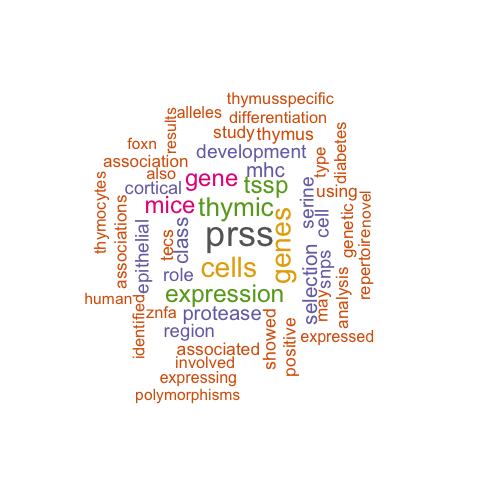 thymusspecific
alleles
differentiation
results
study
thymus
foxn
development
type
diabetes
association
also
gene
mhc
tssp
using
cortical
thymocytes
associations
mice
thymic
serine
cell
genetic
repertoire
novel
epithelial
class
tecs
prss
genes
role
cells
selection
snps
may
analysis
human
expression
identified
znfa
protease
region
showed
positive
expressed
associated
involved
expressing
polymorphisms